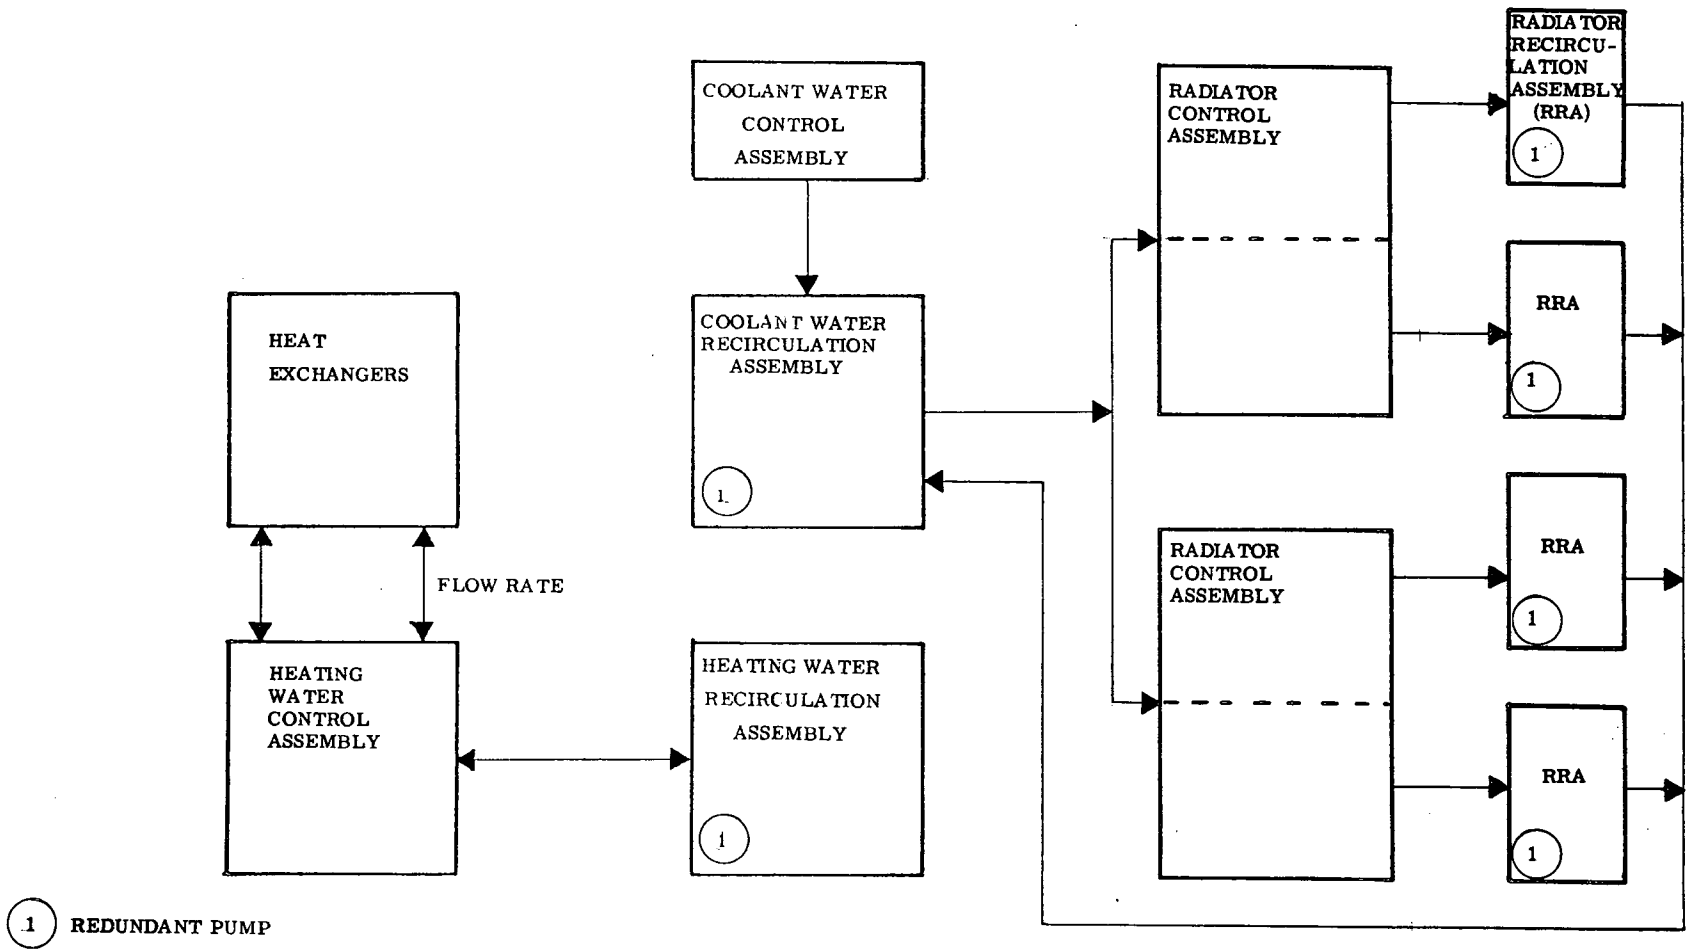 COOLANT WATER
CONTROL
ASSEMBLY
RADIATOR
CONTROL
ASSEMBLY
RADIATOR
RECIRCU-
LATION
ASSEMBLY
(RRA)
1
HEAT
EXCHANGERS
COOLANT WATER
RECIRCULATION
ASSEMBLY
1
RRA
1
FLOW RATE
RADIATOR
CONTROL
ASSEMBLY
RRA
1
HEATING
WATER
CONTROL
ASSEMBLY
HEATING WATER
RECIRCULATION
ASSEMBLY
1
RRA
1
1 REDUNDANT PUMP